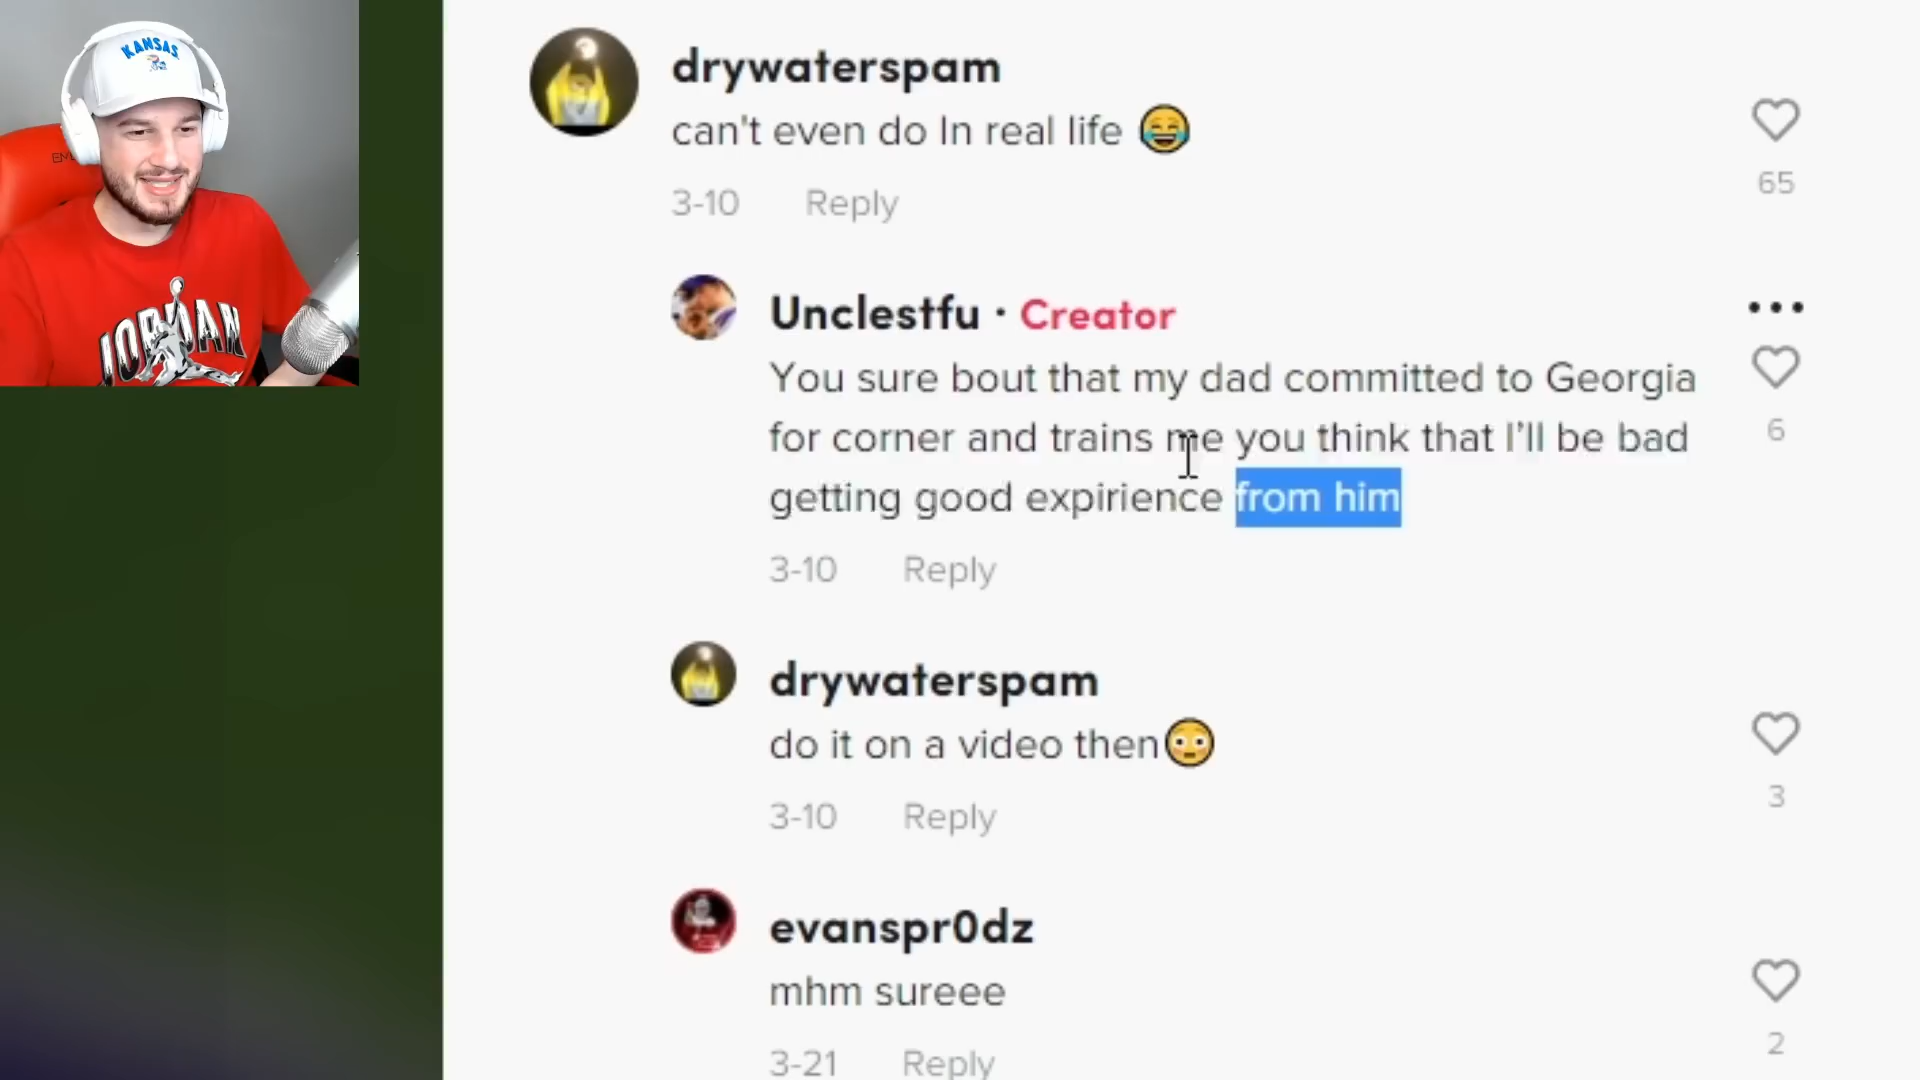 KANSAS
EM
JORDAN
drywaterspam
can't even do In real life 😂
65
3-10 Reply
Unclestfu · Creator
You sure bout that my dad committed to Georgia
for corner and trains me you think that I'll be bad
getting good expirience from him
6
3-10 Reply
drywaterspam
do it on a video then😳
3
3-10 Reply
evanspr0dz
mhm sureee
2
3-21 Reply